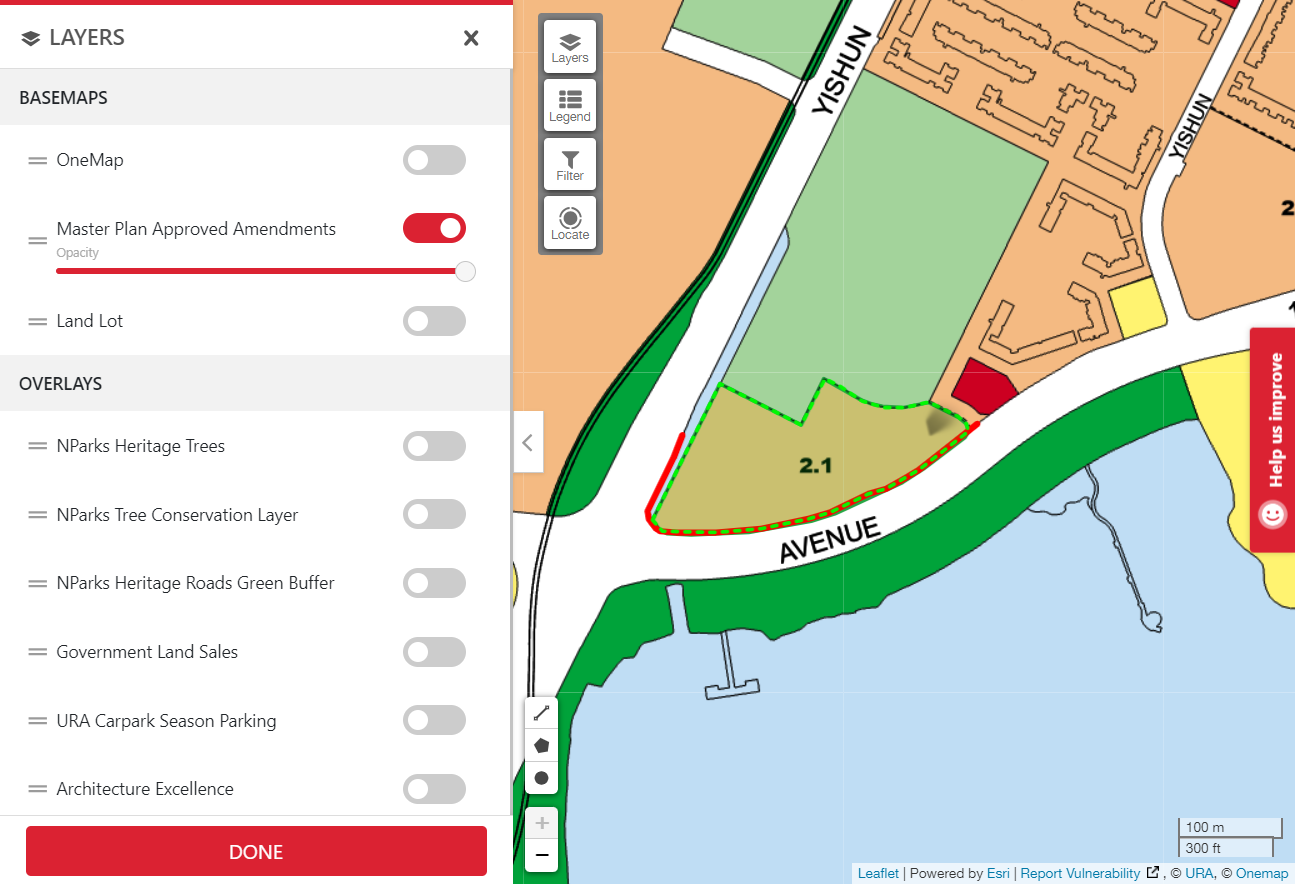 LAYERS
BASEMAPS
OneMap
Master Plan Approved Amendments
Opacity
Land Lot
OVERLAYS
NParks Heritage Trees
NParks Tree Conservation Layer
NParks Heritage Roads Green Buffer
Government Land Sales
URA Carpark Season Parking
Architecture Excellence
DONE
Layers
Legend
Filter
Locate
YISHUN
YISHUN
2.1
AVENUE
Help us improve
100 m
300 ft
Leaflet | Powered by Esri | Report Vulnerability , © URA, © Onemap